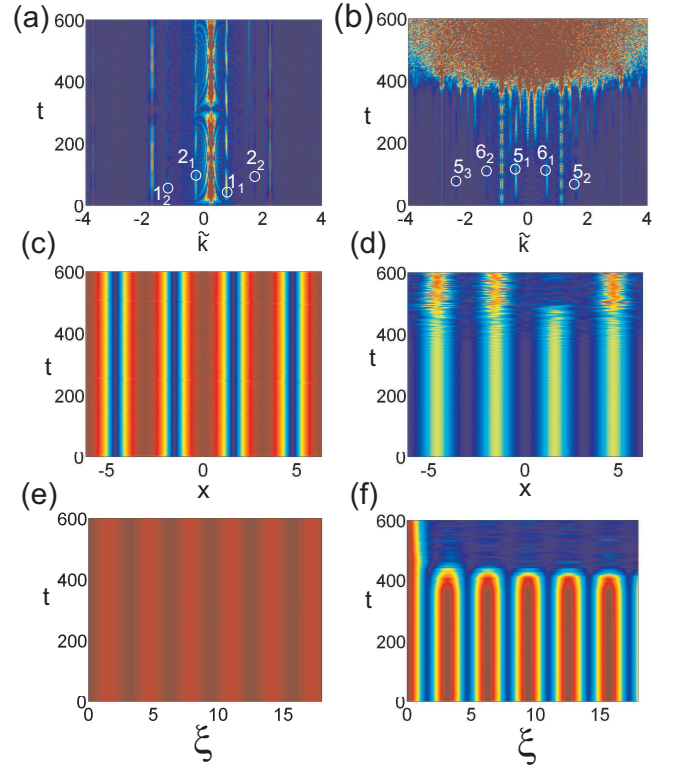 (a) (b)
600 600
400 400
t t
200 200
2₁ 2₂ 6₂ 5₁ 6₁
1₂ 1₁ 5₃ 5₂
0 0
−4 −2 0 2 4 -4 -2 0 2 4
k̃ k̃
(c) (d)
600 600
400 400
t t
200 200
0 0
-5 0 5 -5 0 5
x x
(e) (f)
600 600
400 400
t t
200 200
0 0
0 5 10 15 0 5 10 15
ξ ξ